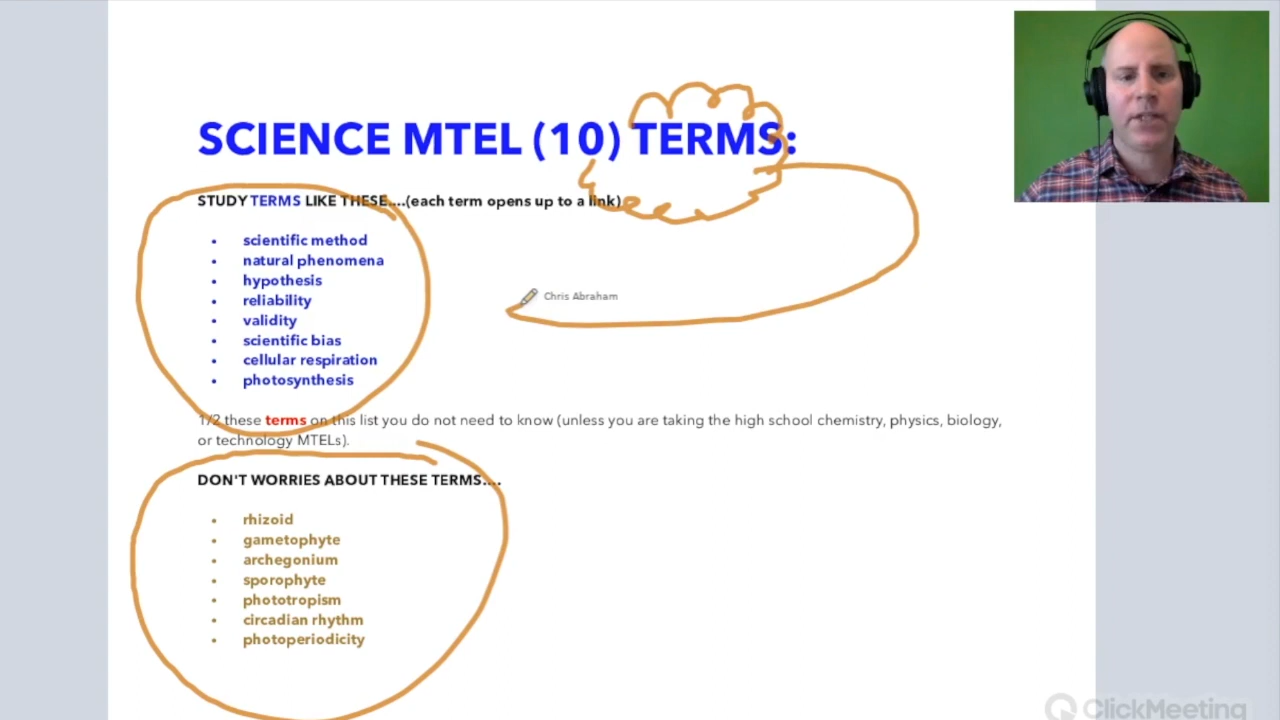 SCIENCE MTEL (10) TERMS:
STUDY TERMS LIKE THESE....(each term opens up to a link)
• scientific method
• natural phenomena
• hypothesis
• reliability
• validity
• scientific bias
• cellular respiration
• photosynthesis
Chris Abraham
1/2 these terms on this list you do not need to know (unless you are taking the high school chemistry, physics, biology,
or technology MTELs).
DON'T WORRIES ABOUT THESE TERMS....
• rhizoid
• gametophyte
• archegonium
• sporophyte
• phototropism
• circadian rhythm
• photoperiodicity
ClickMeeting